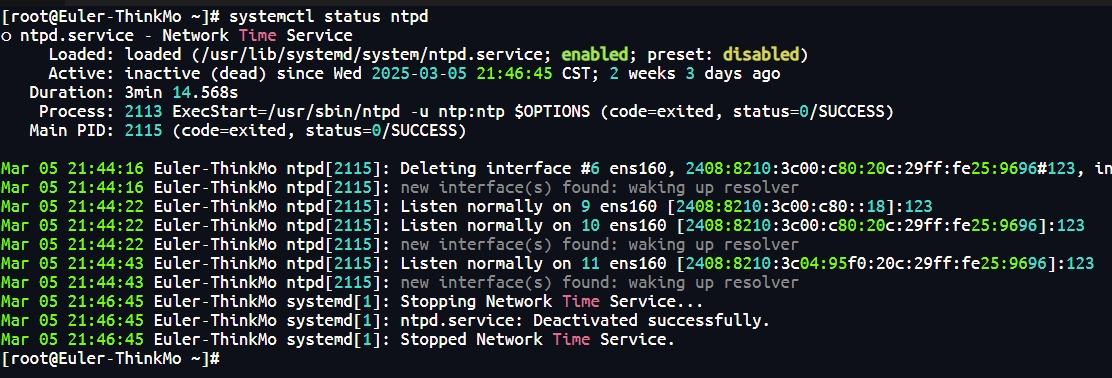 [root@Euler-ThinkMo ~]# systemctl status ntpd
○ ntpd.service - Network Time Service
Loaded: loaded (/usr/lib/systemd/system/ntpd.service; enabled; preset: disabled)
Active: inactive (dead) since Wed 2025-03-05 21:46:45 CST; 2 weeks 3 days ago
Duration: 3min 14.568s
Process: 2113 ExecStart=/usr/sbin/ntpd -u ntp:ntp $OPTIONS (code=exited, status=0/SUCCESS)
Main PID: 2115 (code=exited, status=0/SUCCESS)
Mar 05 21:44:16 Euler-ThinkMo ntpd[2115]: Deleting interface #6 ens160, 2408:8210:3c00:c80:20c:29ff:fe25:9696#123, in
Mar 05 21:44:16 Euler-ThinkMo ntpd[2115]: new interface(s) found: waking up resolver
Mar 05 21:44:22 Euler-ThinkMo ntpd[2115]: Listen normally on 9 ens160 [2408:8210:3c00:c80::18]:123
Mar 05 21:44:22 Euler-ThinkMo ntpd[2115]: Listen normally on 10 ens160 [2408:8210:3c00:c80:20c:29ff:fe25:9696]:123
Mar 05 21:44:22 Euler-ThinkMo ntpd[2115]: new interface(s) found: waking up resolver
Mar 05 21:44:43 Euler-ThinkMo ntpd[2115]: Listen normally on 11 ens160 [2408:8210:3c04:95f0:20c:29ff:fe25:9696]:123
Mar 05 21:44:43 Euler-ThinkMo ntpd[2115]: new interface(s) found: waking up resolver
Mar 05 21:46:45 Euler-ThinkMo systemd[1]: Stopping Network Time Service...
Mar 05 21:46:45 Euler-ThinkMo systemd[1]: ntpd.service: Deactivated successfully.
Mar 05 21:46:45 Euler-ThinkMo systemd[1]: Stopped Network Time Service.
[root@Euler-ThinkMo ~]#